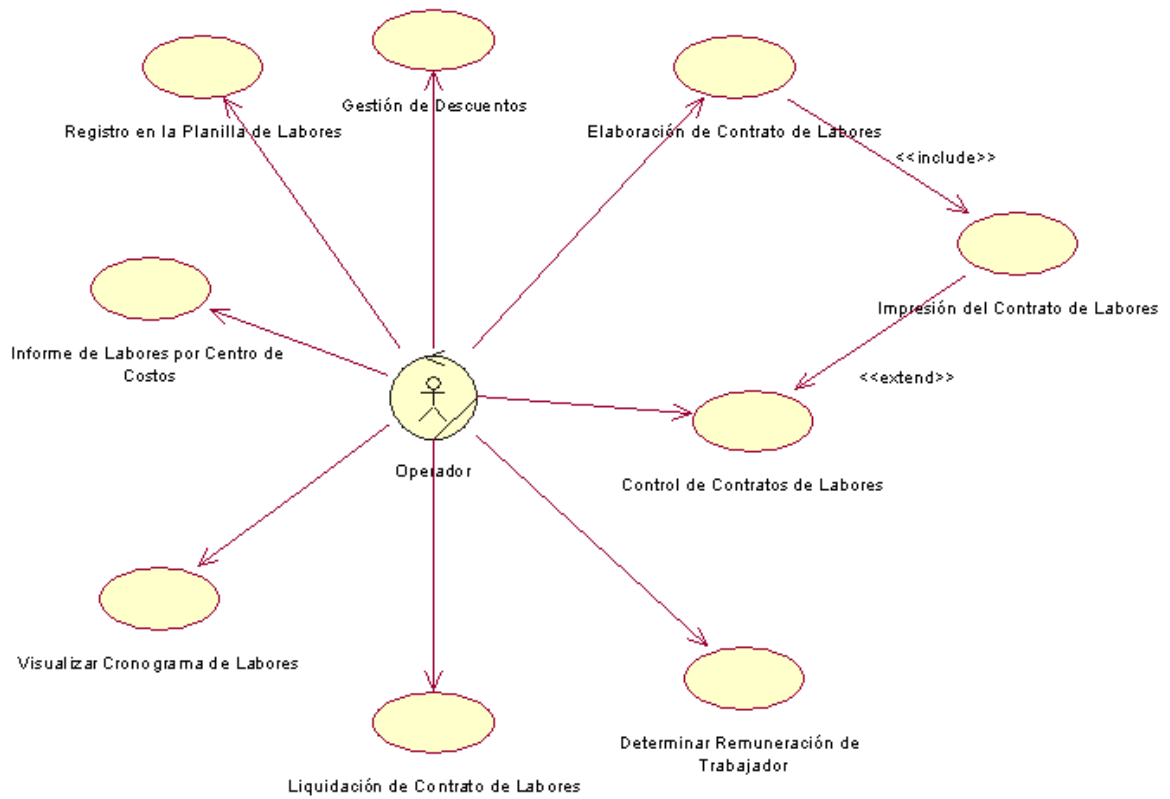 Gestión de Descuentos
Registro en la Planilla de Labores
Elaboración de Contrato de Labores
<<include>>
Impresión del Contrato de Labores
Informe de Labores por Centro de
Costos
<<extend>>
Operador
Control de Contratos de Labores
Visualizar Cronograma de Labores
Determinar Remuneración de
Trabajador
Liquidación de Contrato de Labores